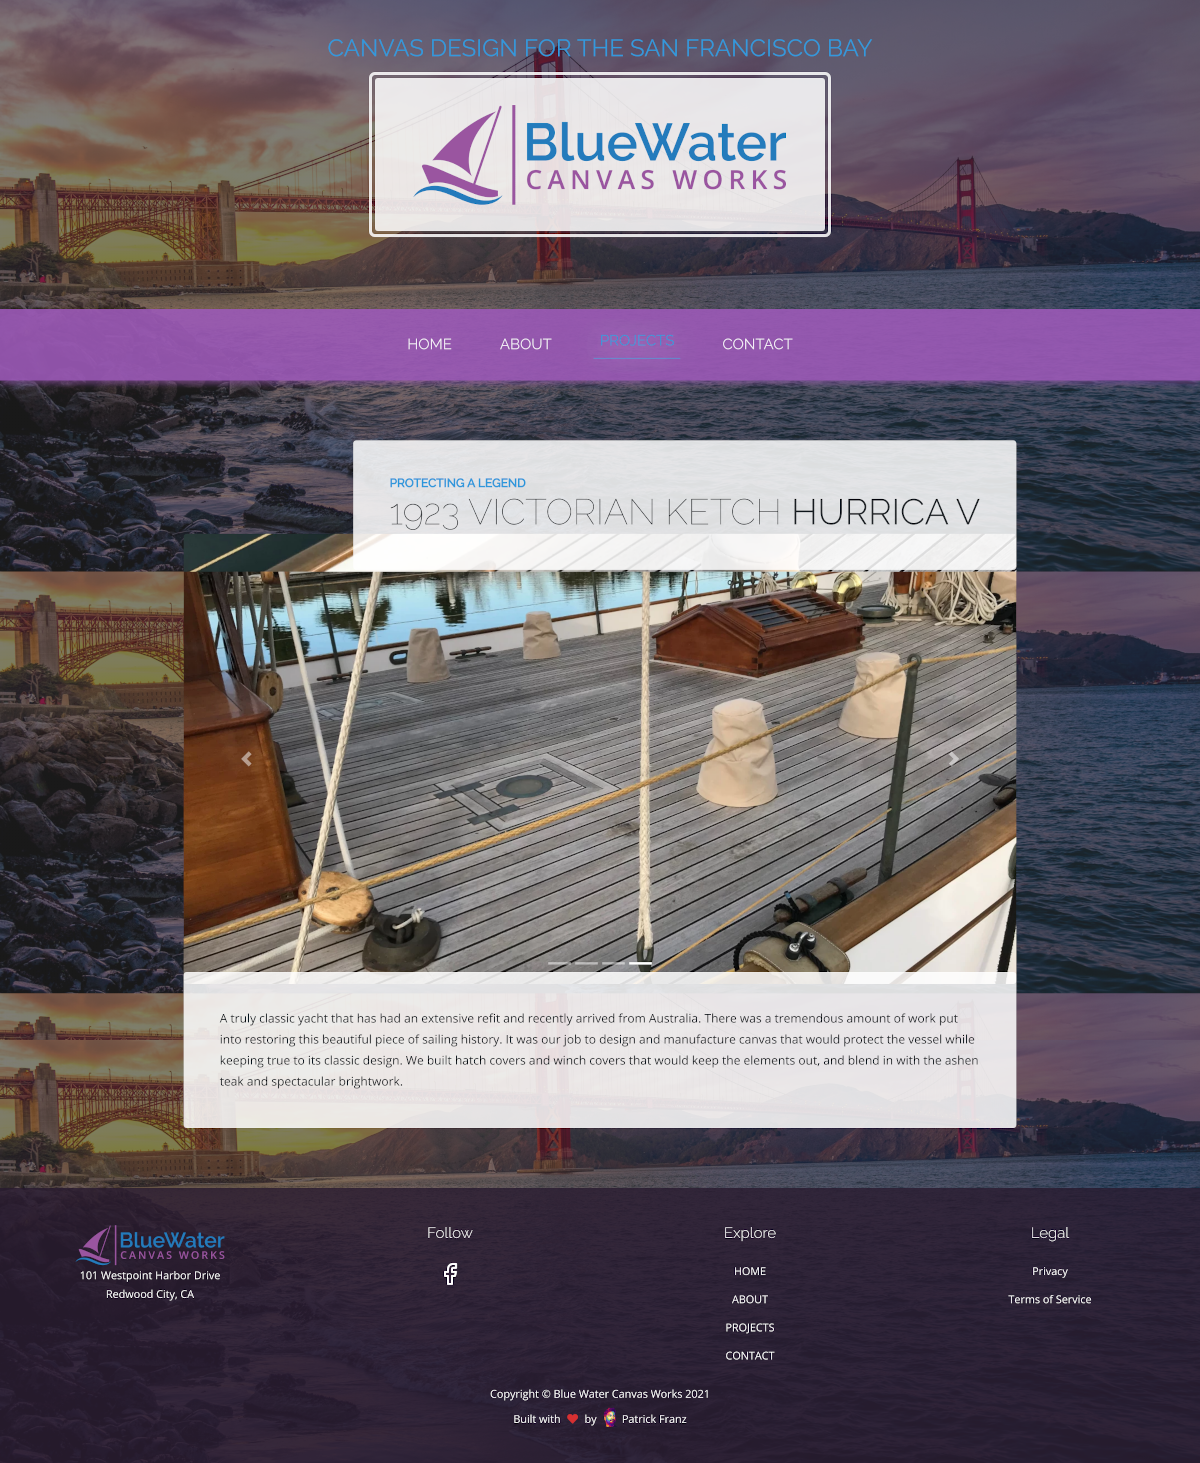 CANVAS DESIGN FOR THE SAN FRANCISCO BAY
BlueWater
CANVAS WORKS
HOME
ABOUT
PROJECTS
CONTACT
PROTECTING A LEGEND
1923 VICTORIAN KETCH HURRICA V
A truly classic yacht that has had an extensive refit and recently arrived from Australia. There was a tremendous amount of work put
into restoring this beautiful piece of sailing history. It was our job to design and manufacture canvas that would protect the vessel while
keeping true to its classic design. We built hatch covers and winch covers that would keep the elements out, and blend in with the ashen
teak and spectacular brightwork.
BlueWater
CANVAS WORKS
101 Westpoint Harbor Drive
Redwood City, CA
Follow
Explore
HOME
ABOUT
PROJECTS
CONTACT
Legal
Privacy
Terms of Service
Copyright © Blue Water Canvas Works 2021
Built with by Patrick Franz